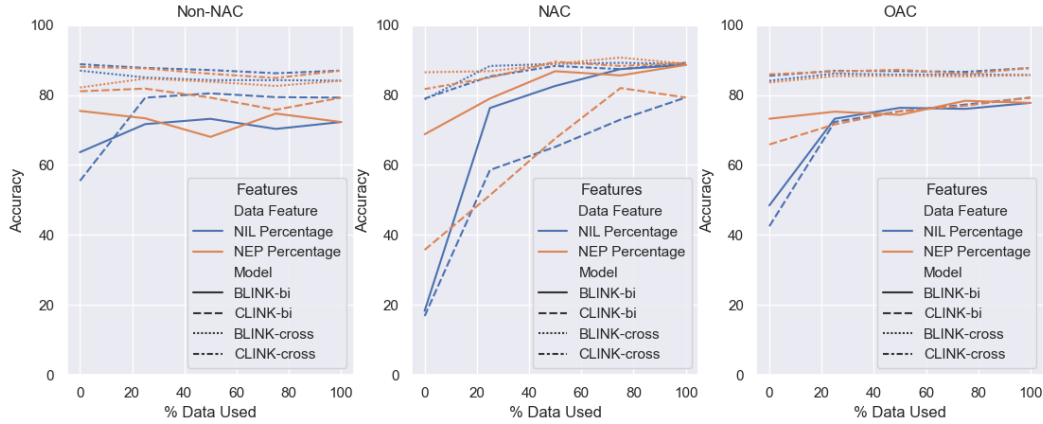 Non-NAC
NAC
OAC
100
80
60
40
20
0
Accuracy
Features
Data Feature
NIL Percentage
NEP Percentage
Model
BLINK-bi
CLINK-bi
BLINK-cross
CLINK-cross
0 20 40 60 80 100
% Data Used
100
80
60
40
20
0
Accuracy
Features
Data Feature
NIL Percentage
NEP Percentage
Model
BLINK-bi
CLINK-bi
BLINK-cross
CLINK-cross
0 20 40 60 80 100
% Data Used
100
80
60
40
20
0
Accuracy
Features
Data Feature
NIL Percentage
NEP Percentage
Model
BLINK-bi
CLINK-bi
BLINK-cross
CLINK-cross
0 20 40 60 80 100
% Data Used